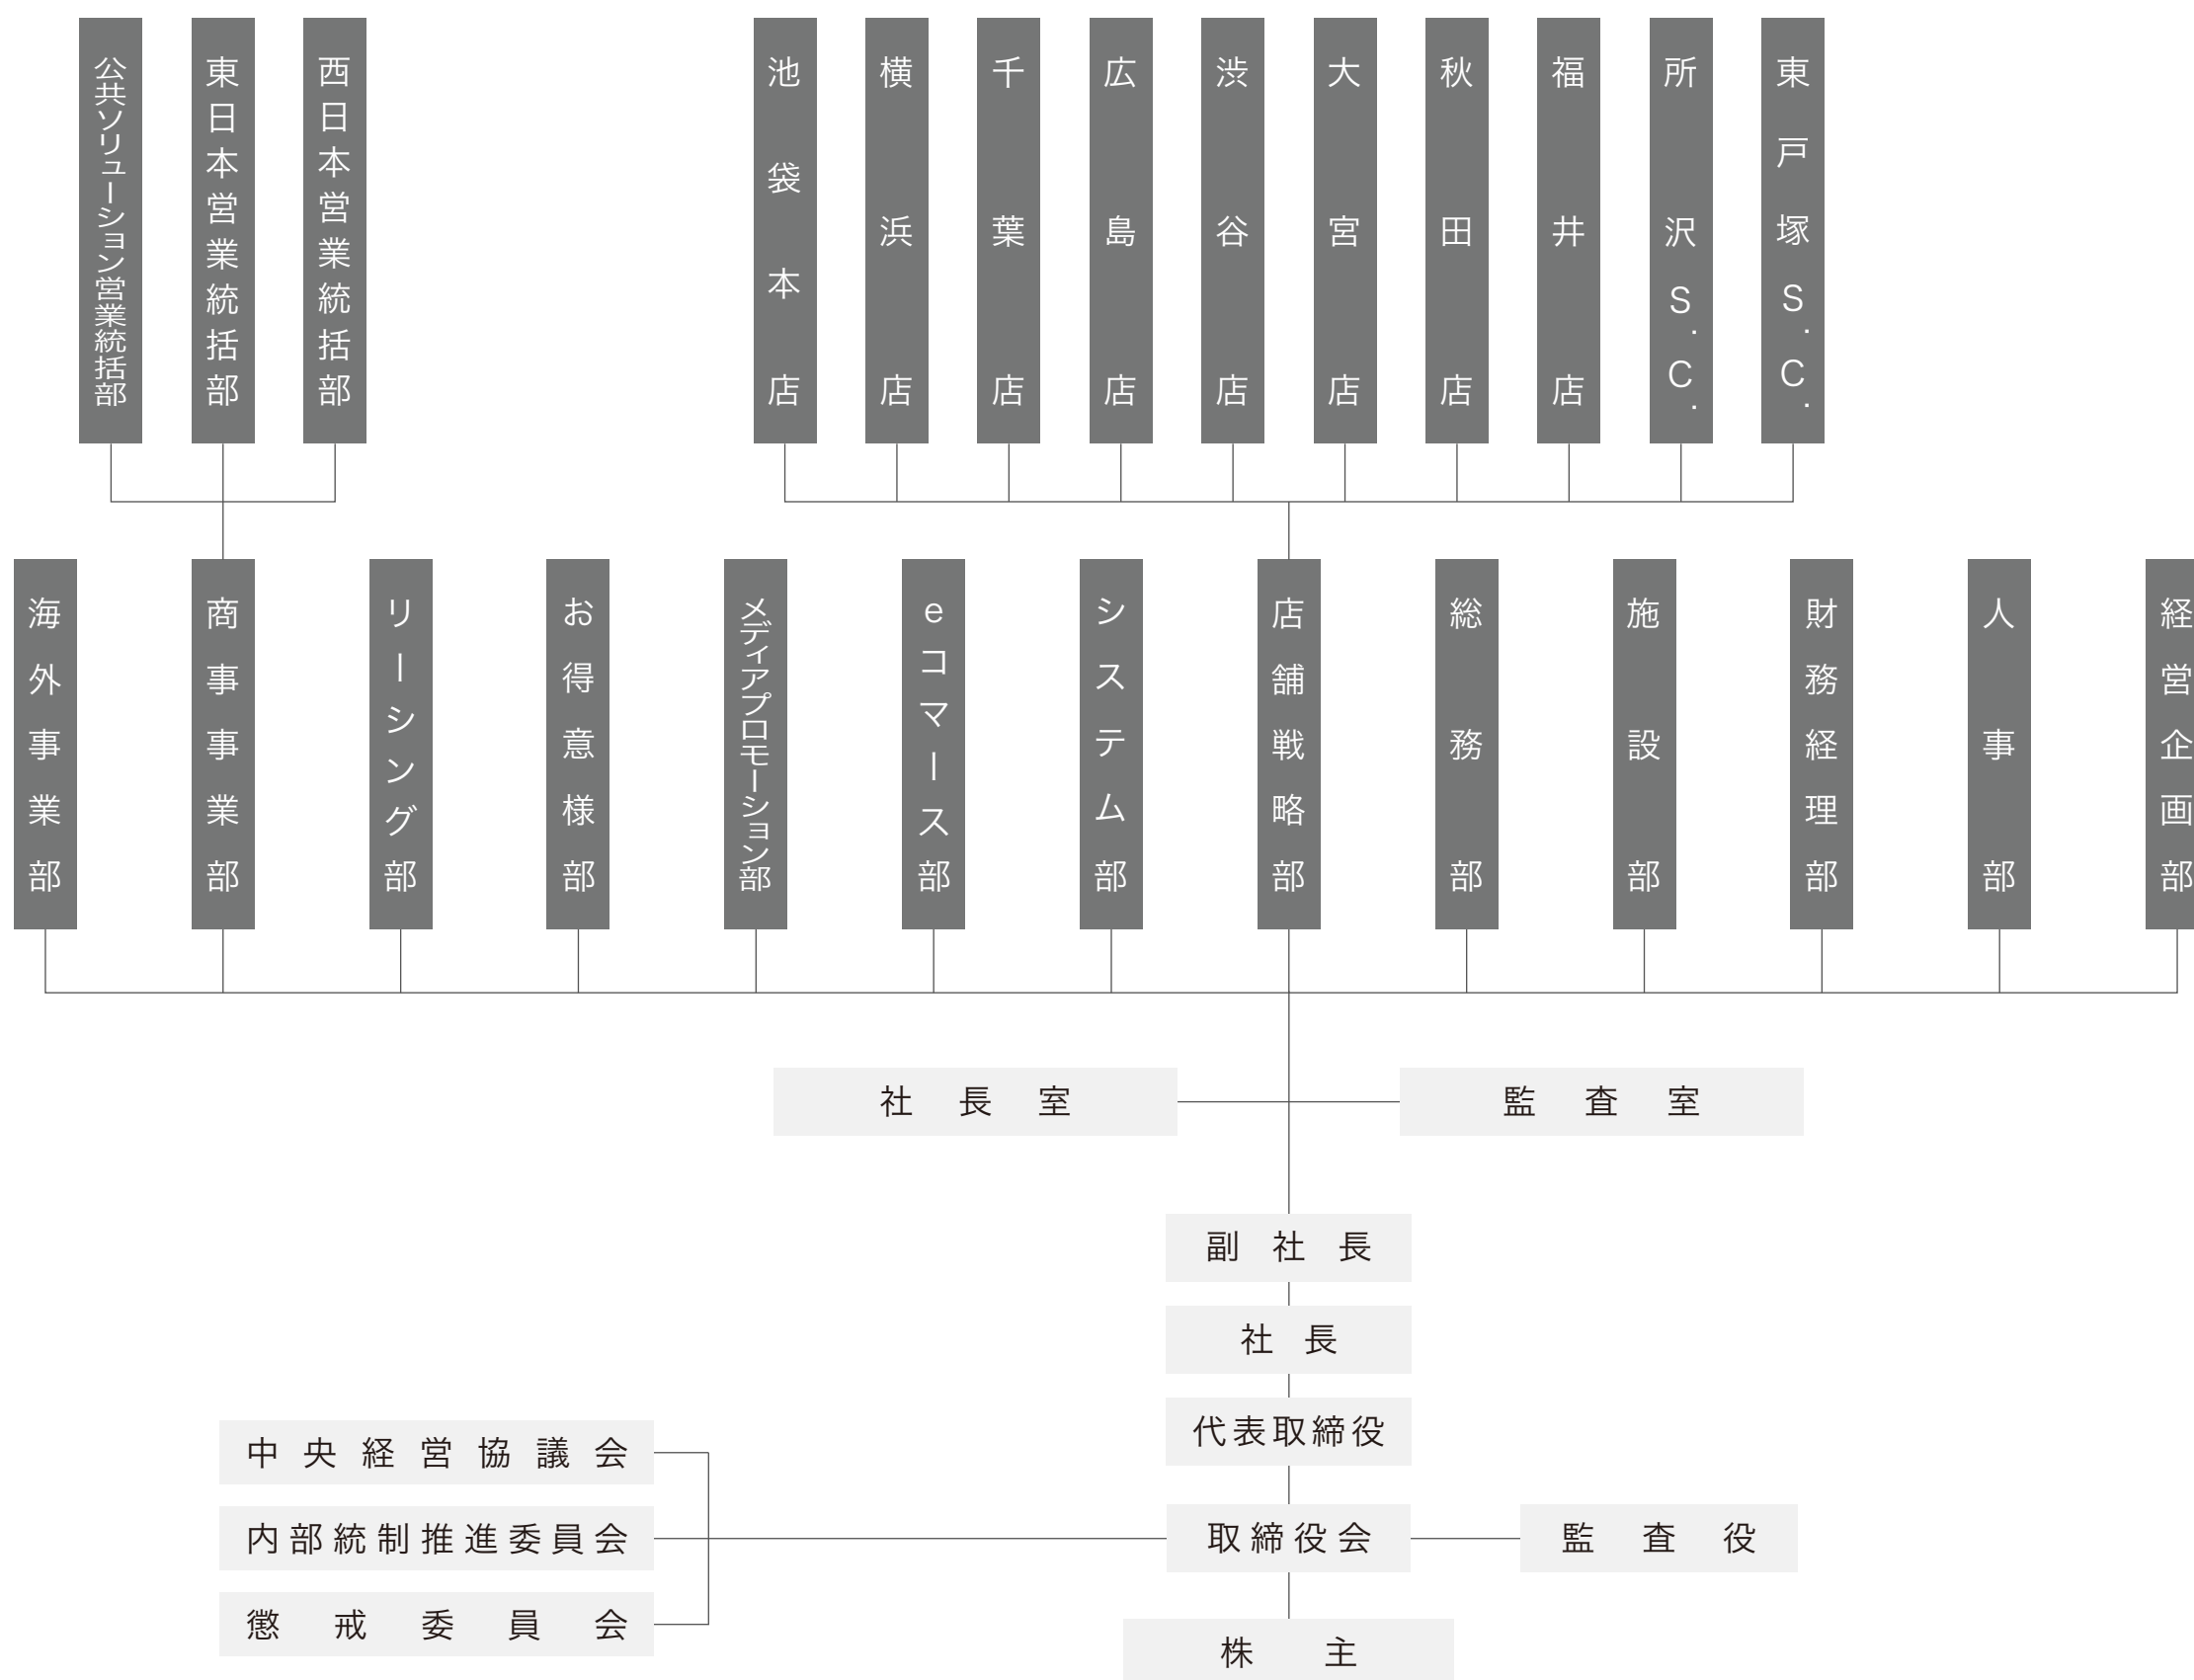 公共ソリューション営業統括部
東日本営業統括部
西日本営業統括部
池袋本店
横浜店
千葉店
広島店
渋谷店
大宮店
秋田店
福井店
所沢S.C.
東戸塚S.C.
海外事業部
商事事業部
リーシング部
お得意様部
メディアプロモーション部
eコマース部
システム部
店舗戦略部
総務部
施設部
財務経理部
人事部
経営企画部
社長室
監査室
副社長
社長
代表取締役
中央経営協議会
内部統制推進委員会
取締役会
監査役
懲戒委員会
株主